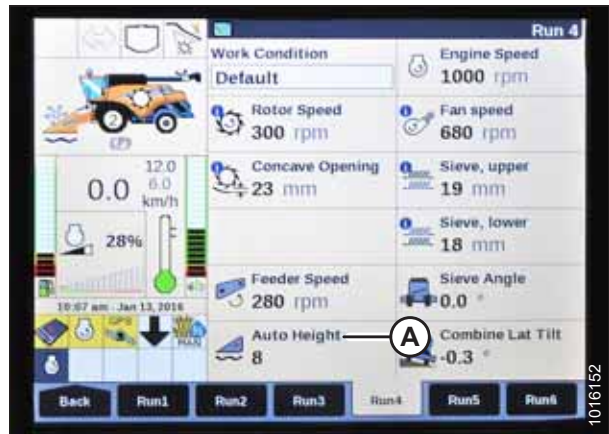 Run 4
Work Condition
Default
Engine Speed
1000 rpm
Rotor Speed
300 rpm
Fan speed
680 rpm
Concave Opening
23 mm
Sieve, upper
19 mm
Sieve, lower
18 mm
Feeder Speed
280 rpm
Sieve Angle
0.0 °
Auto Height
8
A
Combine Lat Tilt
-0.3 °
2
(P)
0.0
12.0
6.0
km/h
28%
10:07 am Jan 13, 2016
GPS
MAN
Back
Run1
Run2
Run3
Run4
Run5
Run6
1016152